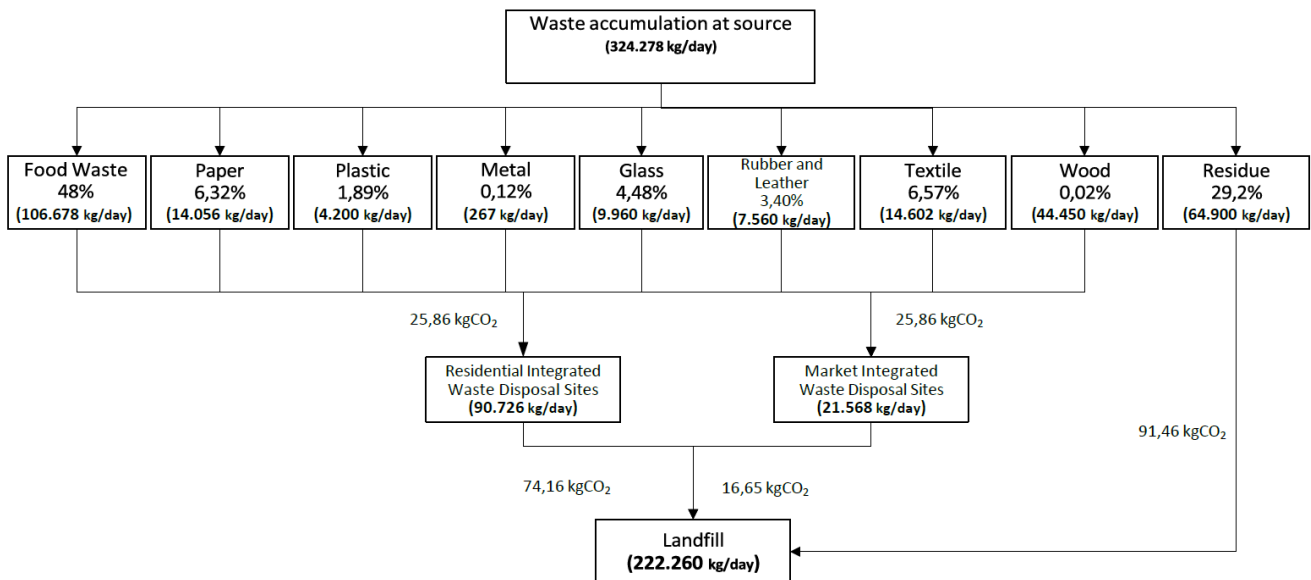 Waste accumulation at source
(324.278 kg/day)
Food Waste
48%
(106.678 kg/day)
Paper
6,32%
(14.056 kg/day)
Plastic
1,89%
(4.200 kg/day)
Metal
0,12%
(267 kg/day)
Glass
4,48%
(9.960 kg/day)
Rubber and
Leather
3,40%
(7.560 kg/day)
Textile
6,57%
(14.602 kg/day)
Wood
0,02%
(44.450 kg/day)
Residue
29,2%
(64.900 kg/day)
25,86 kgCO₂
25,86 kgCO₂
Residential Integrated
Waste Disposal Sites
(90.726 kg/day)
Market Integrated
Waste Disposal Sites
(21.568 kg/day)
91,46 kgCO₂
74,16 kgCO₂
16,65 kgCO₂
Landfill
(222.260 kg/day)